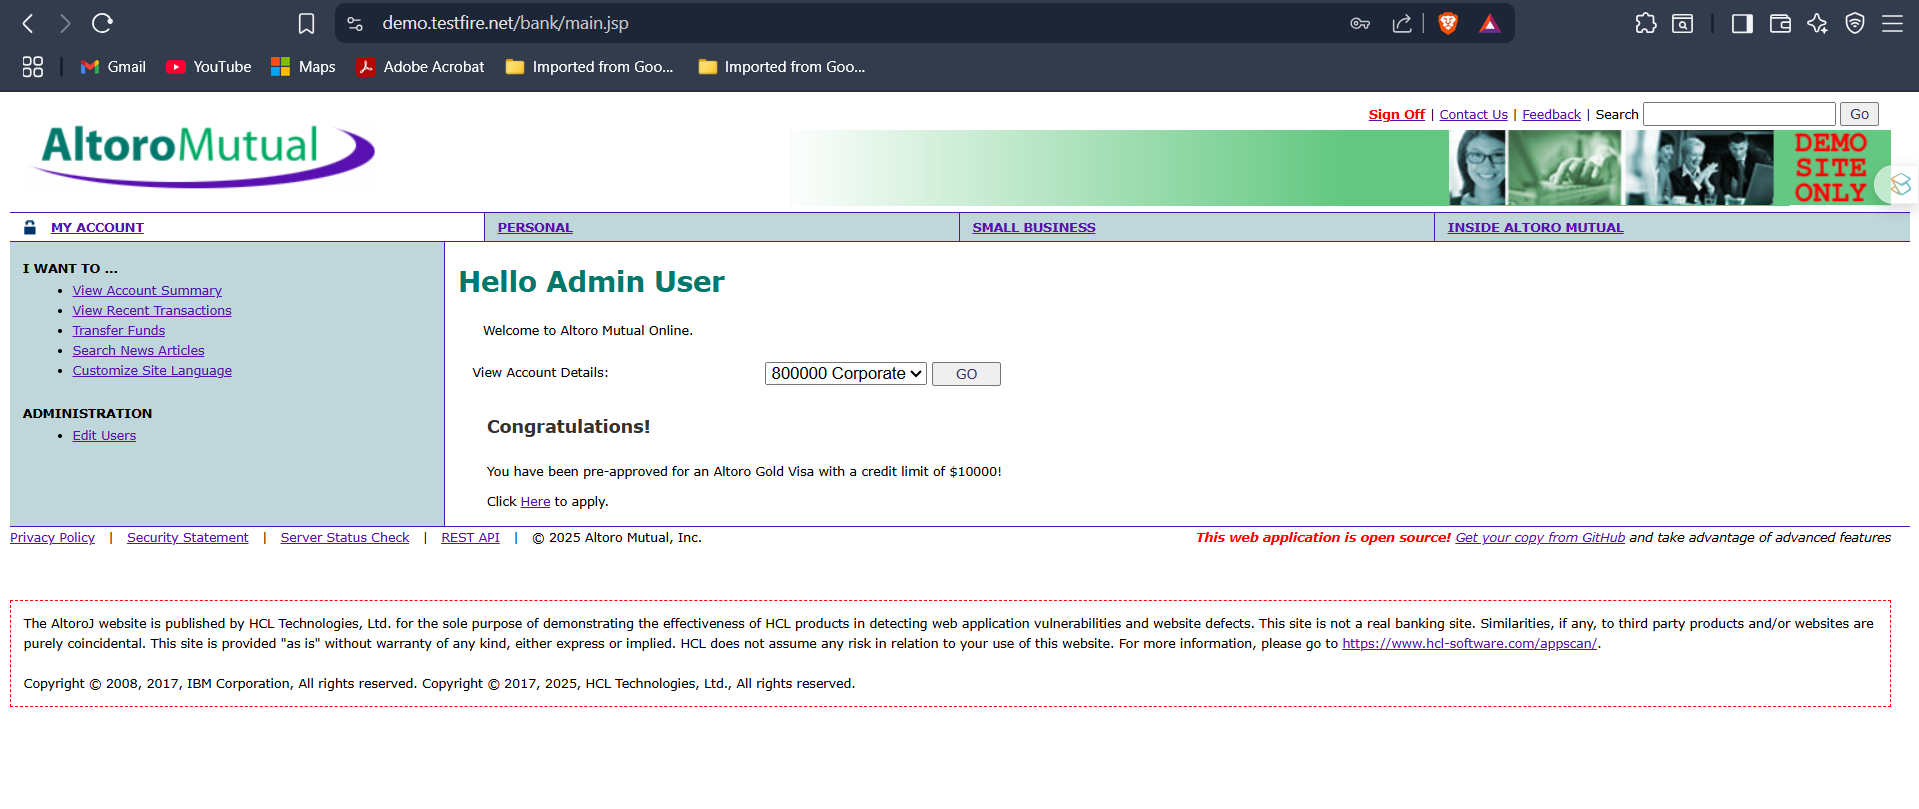 demo.testfire.net/bank/main.jsp
Gmail YouTube Maps Adobe Acrobat Imported from Goo... Imported from Goo...
Sign Off | Contact Us | Feedback | Search Go
AltoroMutual
DEMO
SITE
ONLY
MY ACCOUNT PERSONAL SMALL BUSINESS INSIDE ALTORO MUTUAL
I WANT TO ...
• View Account Summary
• View Recent Transactions
• Transfer Funds
• Search News Articles
• Customize Site Language
ADMINISTRATION
• Edit Users
Hello Admin User
Welcome to Altoro Mutual Online.
View Account Details: 800000 Corporate GO
Congratulations!
You have been pre-approved for an Altoro Gold Visa with a credit limit of $10000!
Click Here to apply.
Privacy Policy | Security Statement | Server Status Check | REST API | © 2025 Altoro Mutual, Inc.
This web application is open source! Get your copy from GitHub and take advantage of advanced features
The AltoroJ website is published by HCL Technologies, Ltd. for the sole purpose of demonstrating the effectiveness of HCL products in detecting web application vulnerabilities and website defects. This site is not a real banking site. Similarities, if any, to third party products and/or websites are
purely coincidental. This site is provided "as is" without warranty of any kind, either express or implied. HCL does not assume any risk in relation to your use of this website. For more information, please go to https://www.hcl-software.com/appscan/.
Copyright © 2008, 2017, IBM Corporation, All rights reserved. Copyright © 2017, 2025, HCL Technologies, Ltd., All rights reserved.